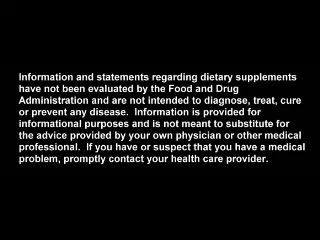 Information and statements regarding dietary supplements
have not been evaluated by the Food and Drug
Administration and are not intended to diagnose, treat, cure
or prevent any disease.  Information is provided for
informational purposes and is not meant to substitute for
the advice provided by your own physician or other medical
professional.  If you have or suspect that you have a medical
problem, promptly contact your health care provider.